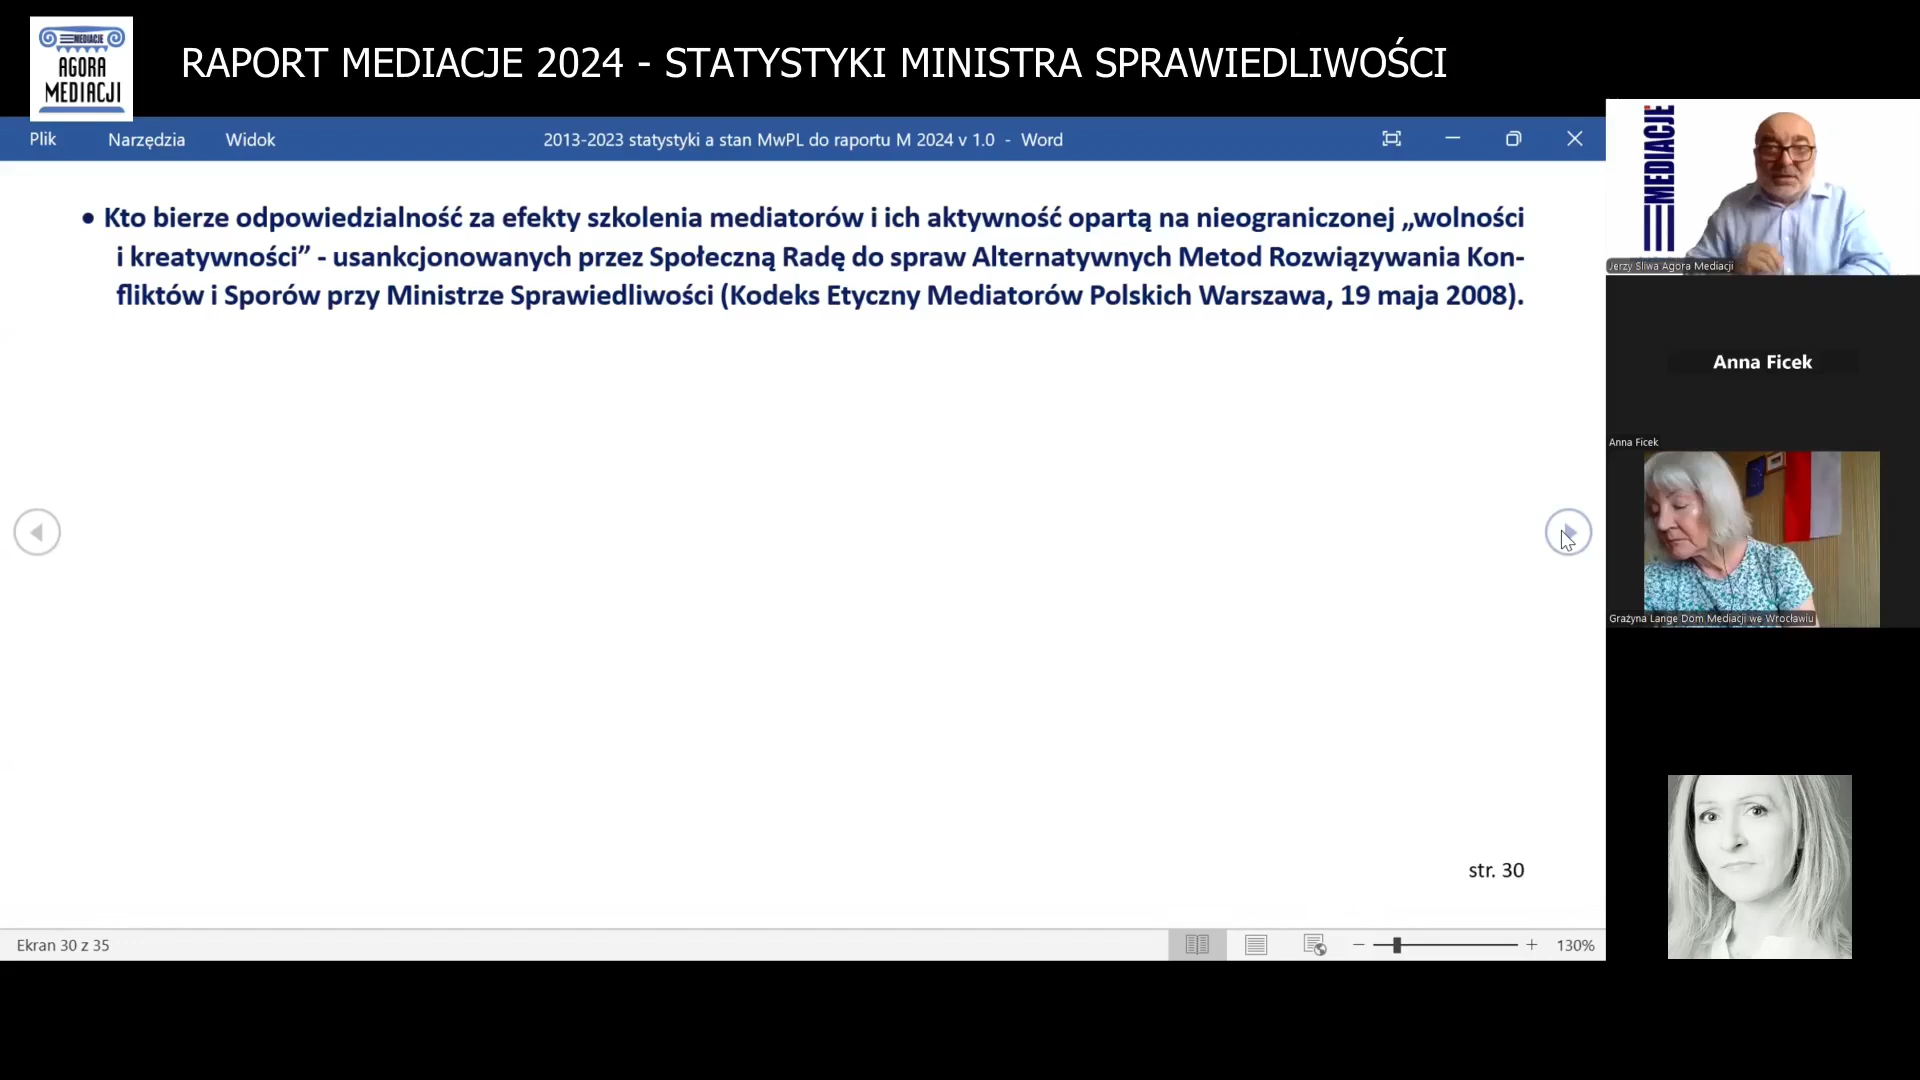 MEDIACJE
AGORA
MEDIACJI
RAPORT MEDIACJE 2024 - STATYSTYKI MINISTRA SPRAWIEDLIWOŚCI
Plik Narzędzia Widok 2013-2023 statystyki a stan MwPL do raportu M 2024 v 1.0 - Word
• Kto bierze odpowiedzialność za efekty szkolenia mediatorów i ich aktywność opartą na nieograniczonej „wolności
i kreatywności” - usankcjonowanych przez Społeczną Radę do spraw Alternatywnych Metod Rozwiązywania Kon-
fliktów i Sporów przy Ministrze Sprawiedliwości (Kodeks Etyczny Mediatorów Polskich Warszawa, 19 maja 2008).
str. 30
Ekran 30 z 35
130%
MEDIACJE
Jerzy Śliwa Agora Mediacji
Anna Ficek
Anna Ficek
Grażyna Lange Dom Mediacji we Wrocławiu